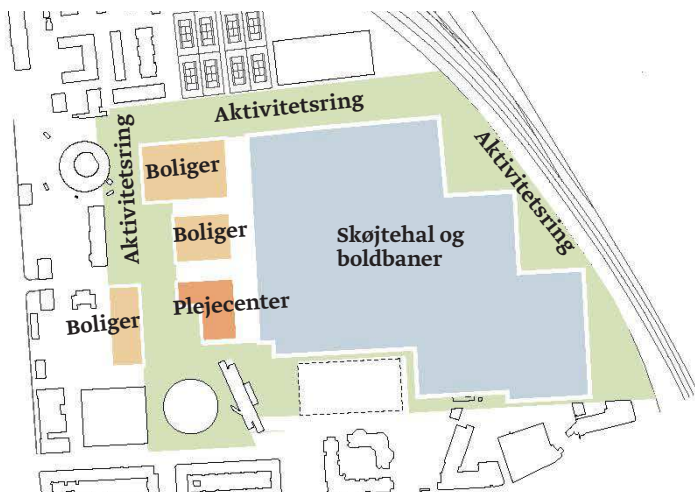 Aktivitetsring
Aktivitetsring
Aktivitetsring
Boliger
Boliger
Skøjtehal og
boldbaner
Plejecenter
Boliger